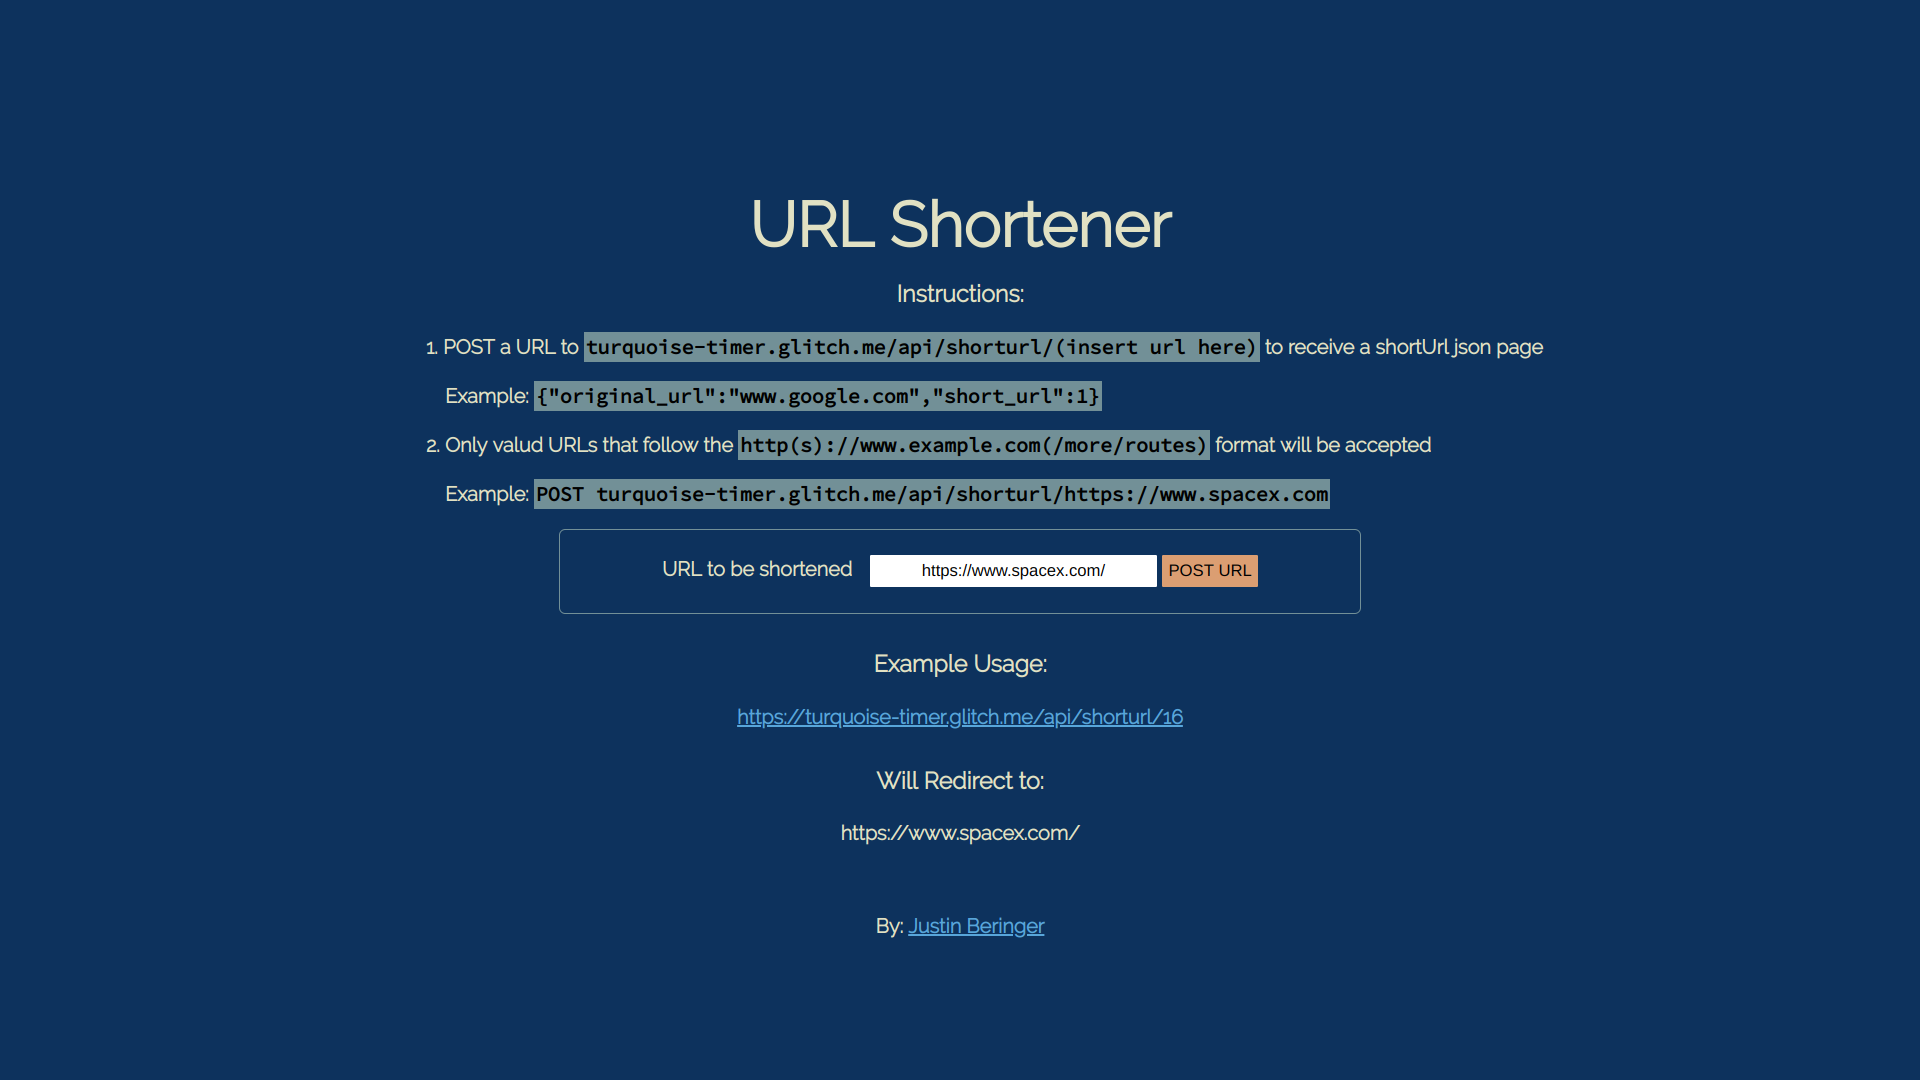 URL Shortener
Instructions:
1. POST a URL to turquoise-timer.glitch.me/api/shorturl/(insert url here) to receive a shortUrl json page
Example: {"original_url":"www.google.com","short_url":1}
2. Only valud URLs that follow the http(s)://www.example.com(/more/routes) format will be accepted
Example: POST turquoise-timer.glitch.me/api/shorturl/https://www.spacex.com
URL to be shortened https://www.spacex.com/ POST URL
Example Usage:
https://turquoise-timer.glitch.me/api/shorturl/16
Will Redirect to:
https://www.spacex.com/
By: Justin Beringer